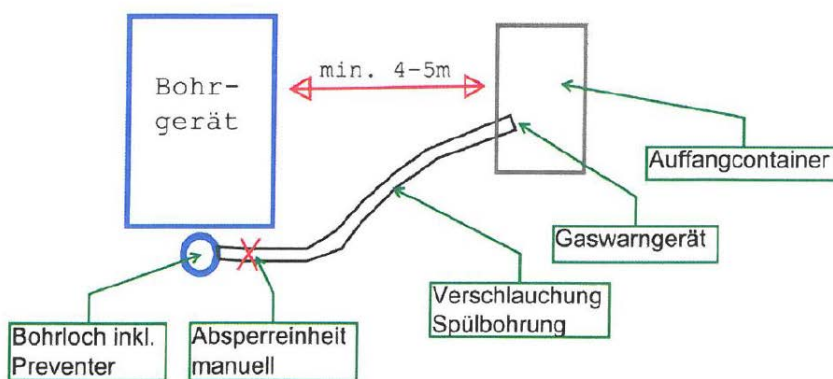 min. 4-5m
Bohr-
gerät
Auffangcontainer
Gaswarngerät
Verschlauchung
Spülbohrung
Bohrloch inkl.
Preventer
Absperreinheit
manuell